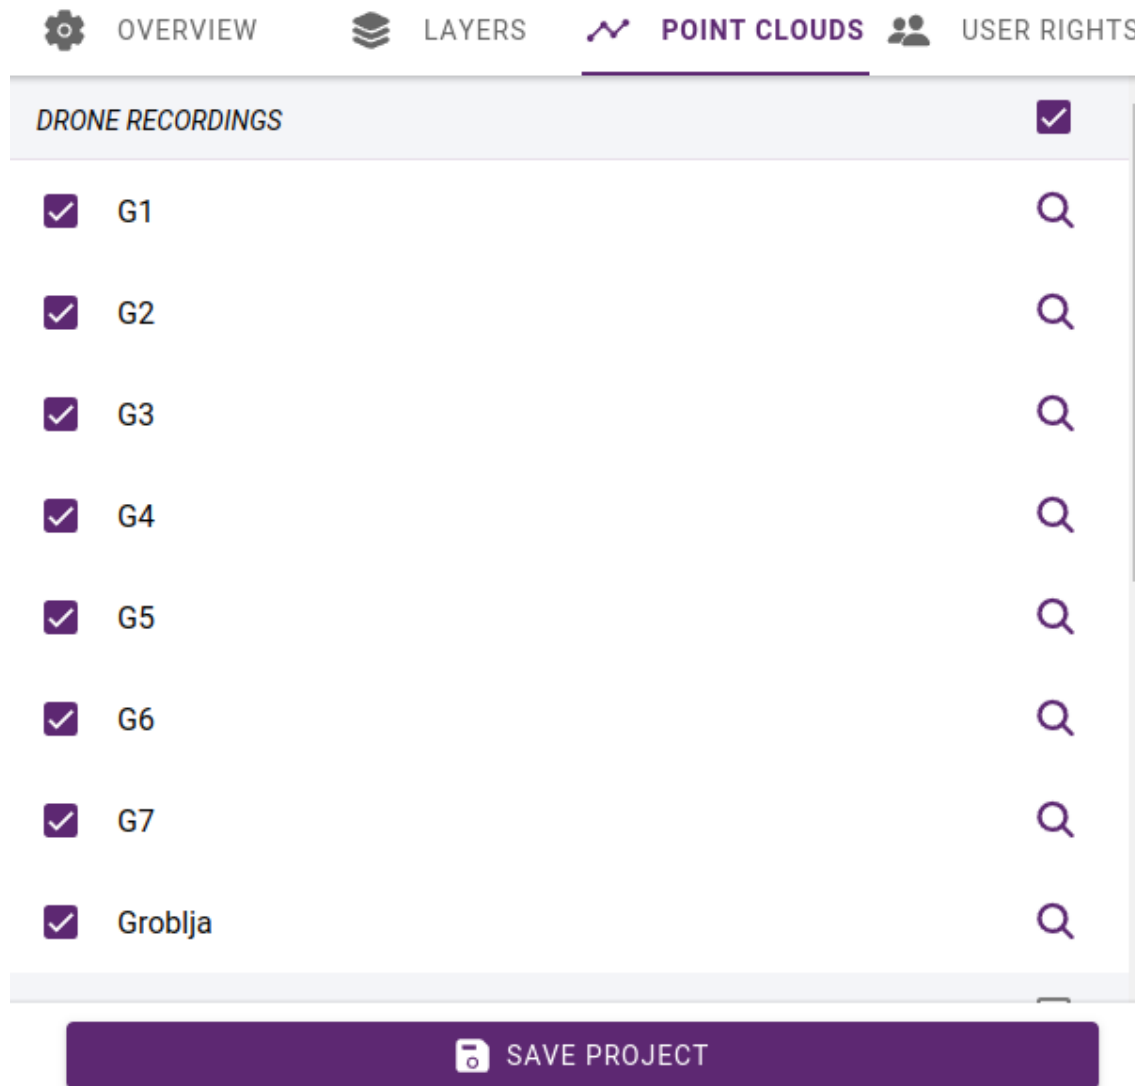 OVERVIEW LAYERS POINT CLOUDS USER RIGHTS
DRONE RECORDINGS
G1
G2
G3
G4
G5
G6
G7
Groblja
SAVE PROJECT